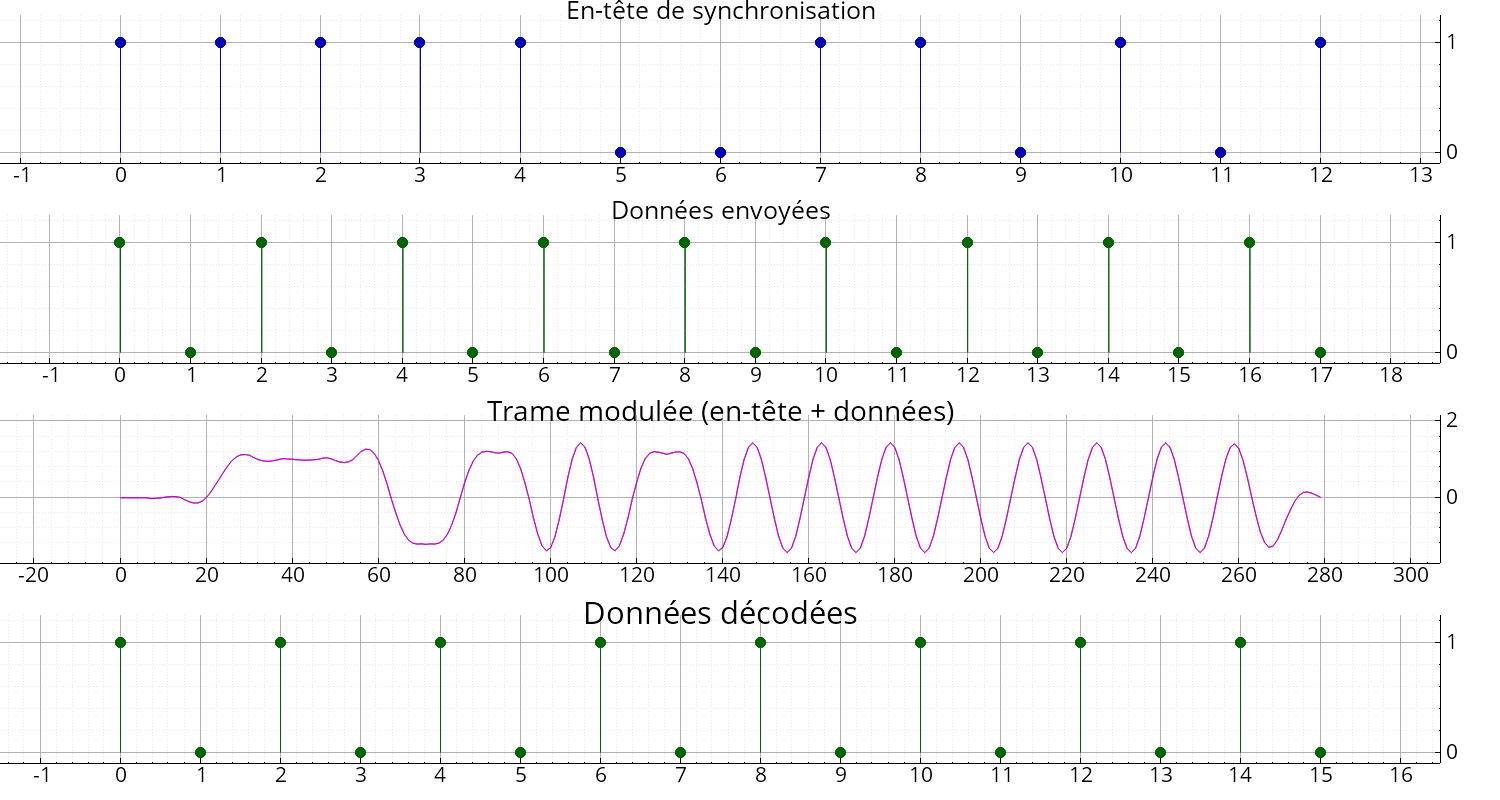 En-tête de synchronisation
1
0
-1 0 1 2 3 4 5 6 7 8 9 10 11 12 13
Données envoyées
1
0
-1 0 1 2 3 4 5 6 7 8 9 10 11 12 13 14 15 16 17 18
Trame modulée (en-tête + données)
2
0
-20 0 20 40 60 80 100 120 140 160 180 200 220 240 260 280 300
Données décodées
1
0
-1 0 1 2 3 4 5 6 7 8 9 10 11 12 13 14 15 16